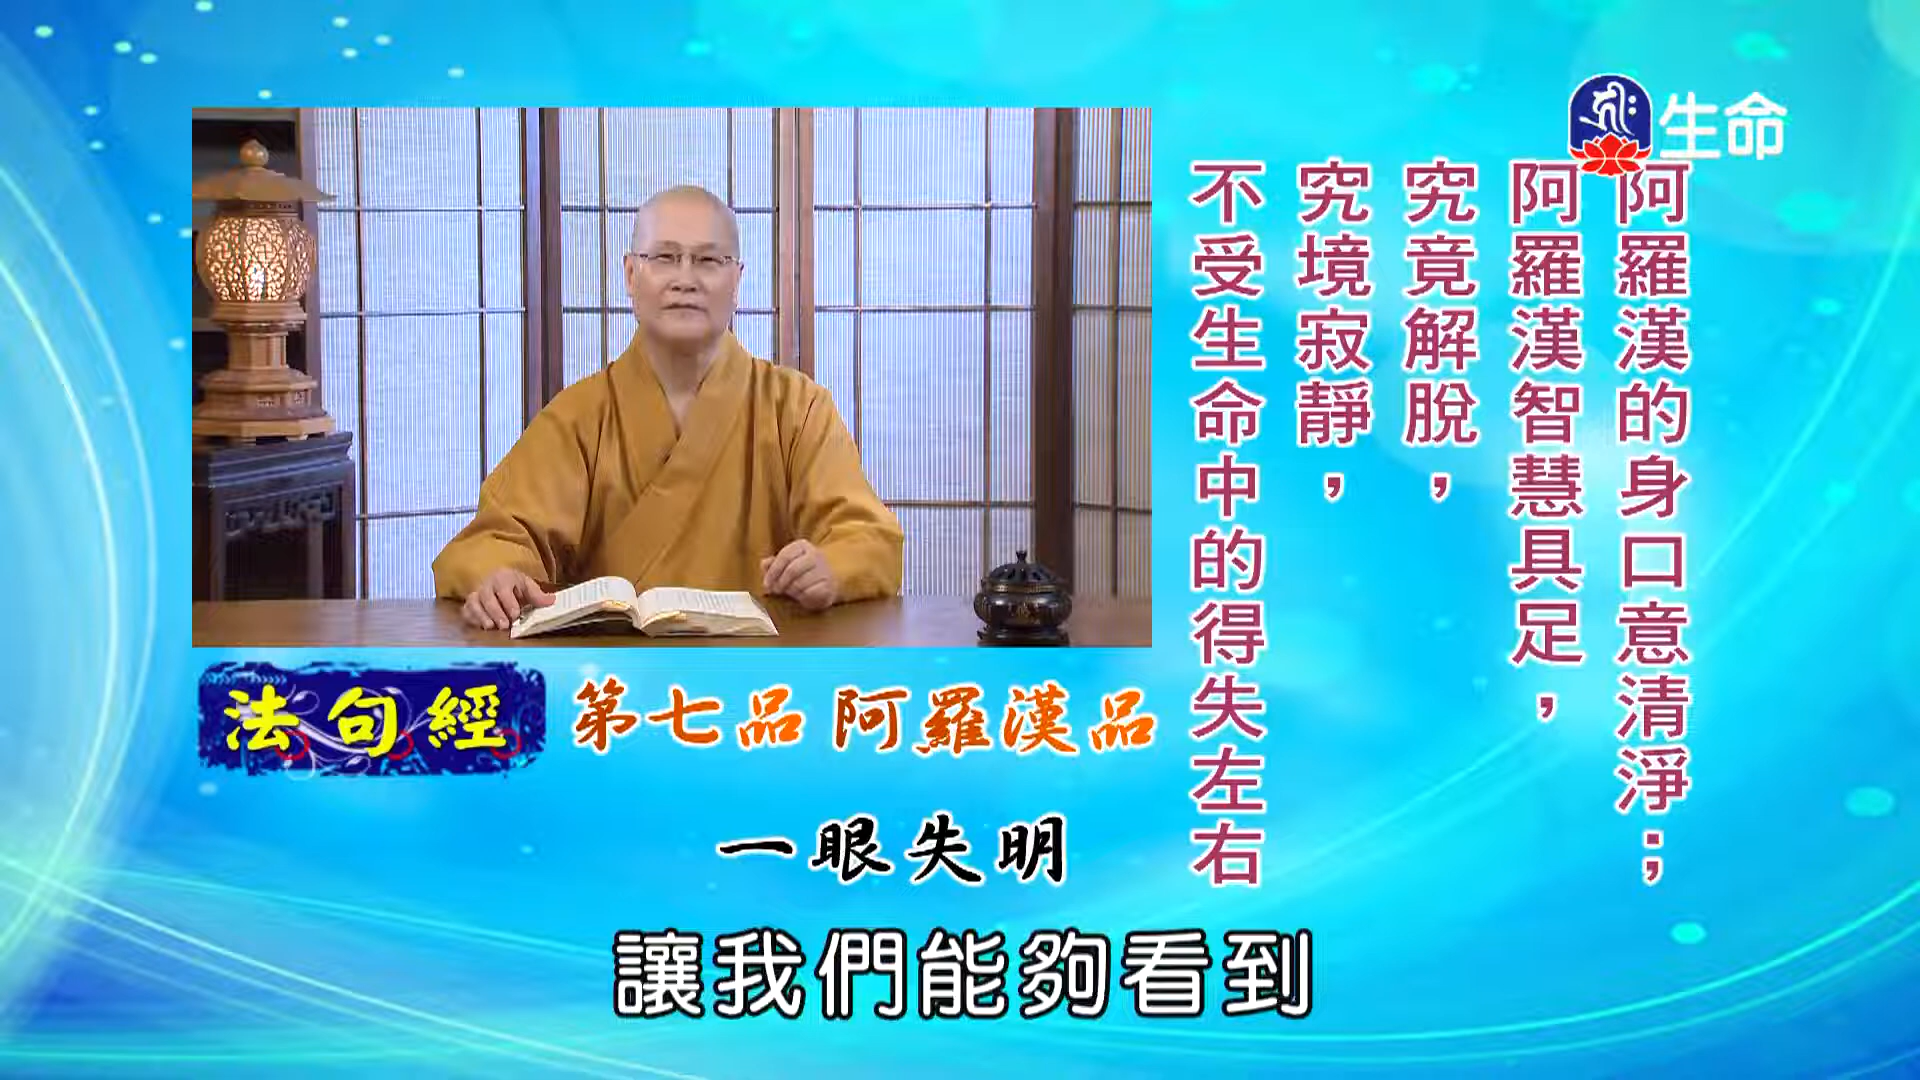 生命
阿羅漢的身口意清淨；
阿羅漢智慧具足，
究竟解脫，
究境寂靜，
不受生命中的得失左右
法句經
第七品 阿羅漢品
一眼失明
讓我們能夠看到